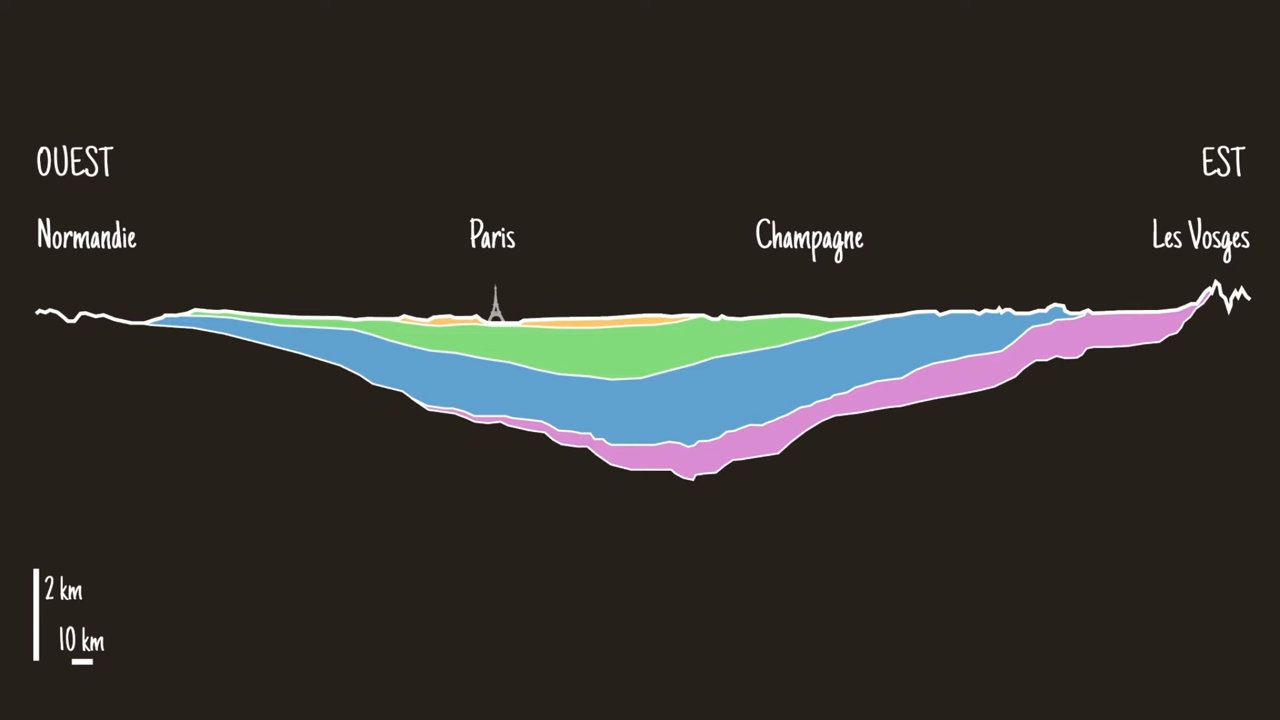 OUEST
EST
Normandie
Paris
Champagne
Les Vosges
2 km
10 km